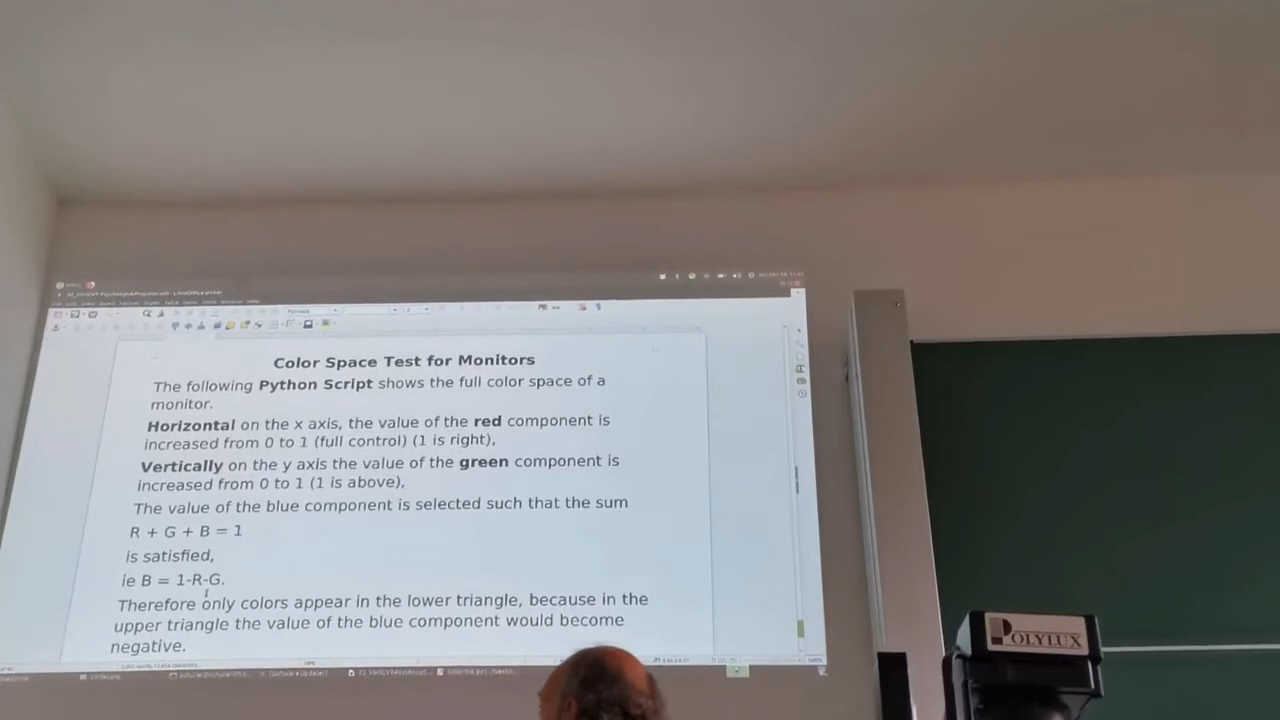 Color Space Test for Monitors
The following Python Script shows the full color space of a
monitor.
Horizontal on the x axis, the value of the red component is
increased from 0 to 1 (full control) (1 is right),
Vertically on the y axis the value of the green component is
increased from 0 to 1 (1 is above),
The value of the blue component is selected such that the sum
R + G + B = 1
is satisfied,
ie B = 1-R-G.
Therefore only colors appear in the lower triangle, because in the
upper triangle the value of the blue component would become
negative.
POLYLUX